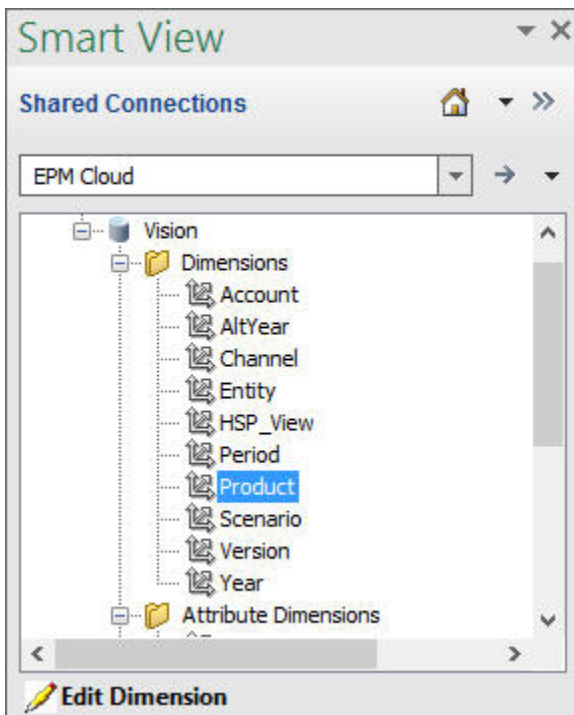 Smart View
Shared Connections
EPM Cloud
Vision
Dimensions
Account
AltYear
Channel
Entity
HSP_View
Period
Product
Scenario
Version
Year
Attribute Dimensions
Edit Dimension